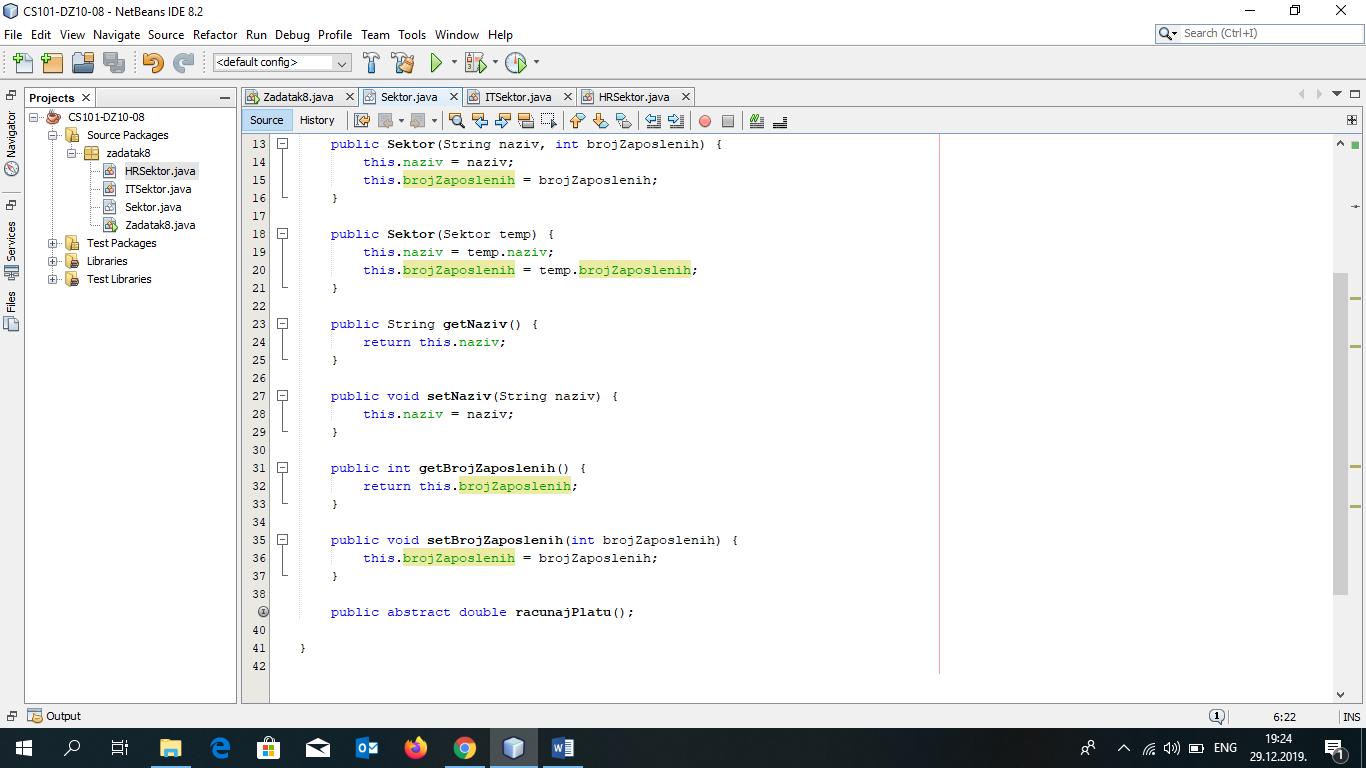 CS101-DZ10-08 - NetBeans IDE 8.2
File Edit View Navigate Source Refactor Run Debug Profile Team Tools Window Help
Search (Ctrl+I)
<default config>
Projects
Zadatak8.java Sektor.java ITSektor.java HRSektor.java
Source History
Navigator
Services
Files
CS101-DZ10-08
Source Packages
zadatak8
HRSektor.java
ITSektor.java
Sektor.java
Zadatak8.java
Test Packages
Libraries
Test Libraries
13 public Sektor(String naziv, int brojZaposlenih) {
14 this.naziv = naziv;
15 this.brojZaposlenih = brojZaposlenih;
16 }
17
18 public Sektor(Sektor temp) {
19 this.naziv = temp.naziv;
20 this.brojZaposlenih = temp.brojZaposlenih;
21 }
22
23 public String getNaziv() {
24 return this.naziv;
25 }
26
27 public void setNaziv(String naziv) {
28 this.naziv = naziv;
29 }
30
31 public int getBrojZaposlenih() {
32 return this.brojZaposlenih;
33 }
34
35 public void setBrojZaposlenih(int brojZaposlenih) {
36 this.brojZaposlenih = brojZaposlenih;
37 }
38
public abstract double racunajPlatu();
40
41 }
42
Output
1 6:22 INS
ENG
19:24
29.12.2019.
1